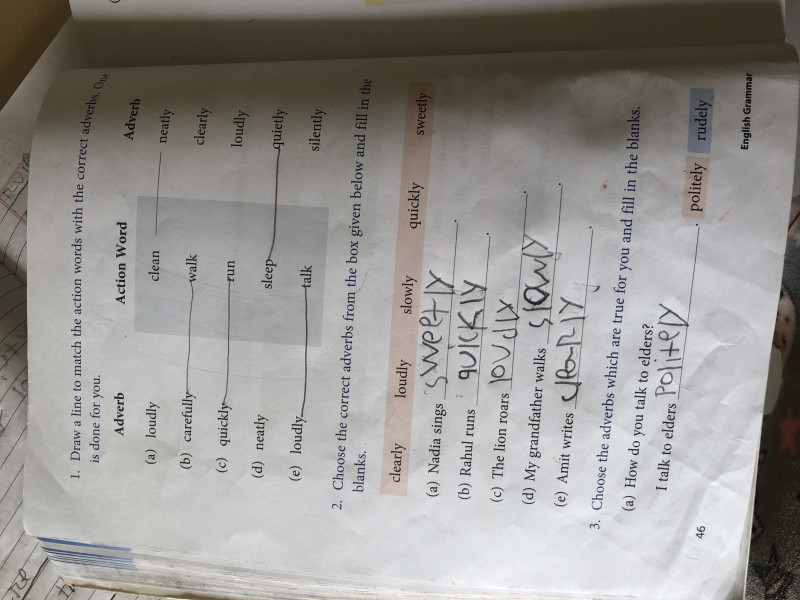 1. Draw a line to match the action words with the correct adverbs. One
is done for you.
Adverb Action Word Adverb
(a) loudly clean neatly
(b) carefully walk clearly
(c) quickly run loudly
(d) neatly sleep quietly
(e) loudly talk silently
2. Choose the correct adverbs from the box given below and fill in the
blanks.
clearly loudly slowly quickly sweetly
(a) Nadia sings sweetly
(b) Rahul runs quickly.
(c) The lion roars loudly.
(d) My grandfather walks slowly.
(e) Amit writes .
3. Choose the adverbs which are true for you and fill in the blanks.
(a) How do you talk to elders?
I talk to elders politely. politely rudely
46 English Grammar